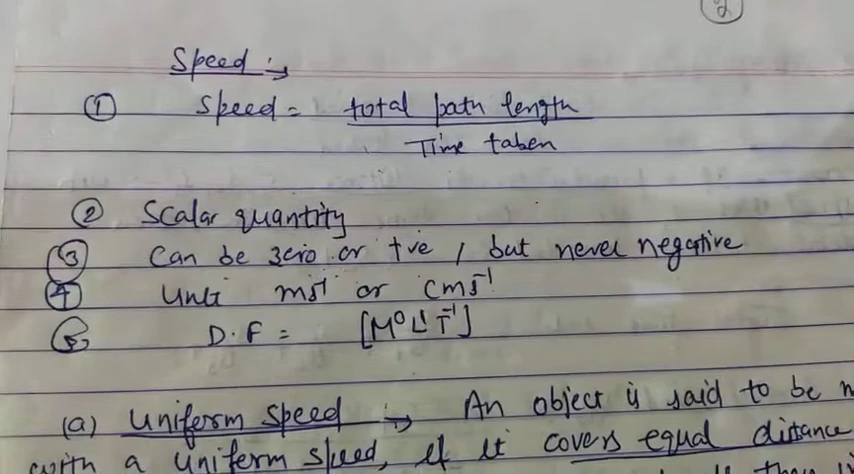 2
Speed :→
① Speed = total path length
Time taken
② Scalar quantity
③ Can be zero or +ve, but never negative
④ Unit ms⁻¹ or cms⁻¹
⑤ D.F = [M⁰L¹T⁻¹]
(a) Uniform speed :→ An object is said to be
with a uniform speed, if it covers equal distance